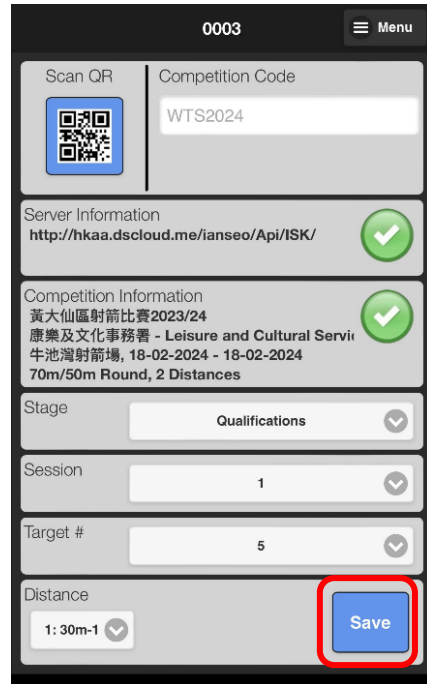 0003
Menu
Scan QR
Competition Code
WTS2024
Server Information
http://hkaa.dscloud.me/ianseo/Api/ISK/
Competition Information
黃大仙區射箭比賽2023/24
康樂及文化事務署 - Leisure and Cultural Servi
牛池灣射箭場, 18-02-2024 - 18-02-2024
70m/50m Round, 2 Distances
Stage
Qualifications
Session
1
Target #
5
Distance
1: 30m-1
Save